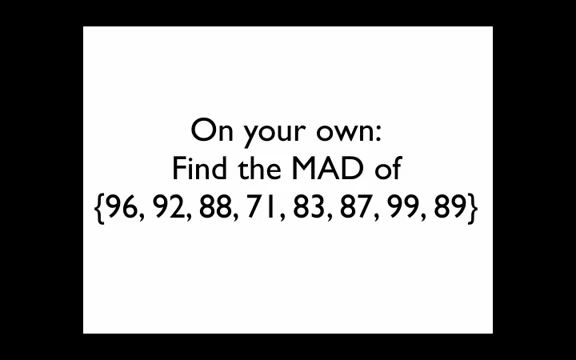 On your own:
Find the MAD of
{96, 92, 88, 71, 83, 87, 99, 89}